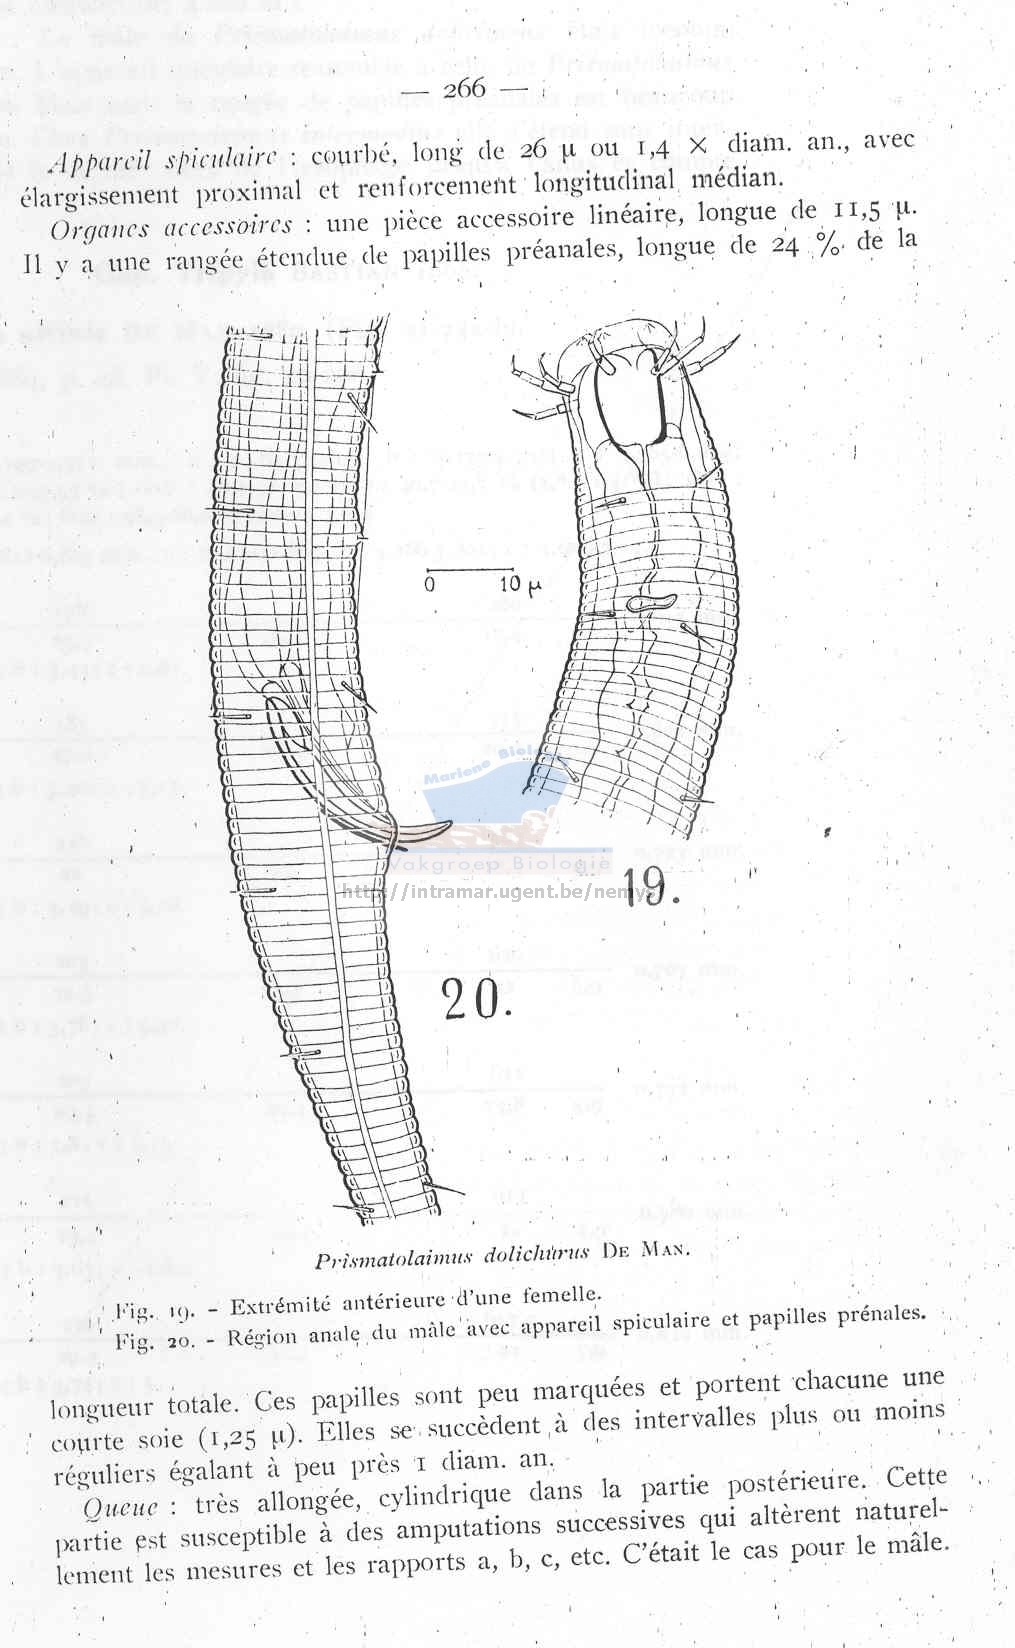 — 266 —
Appareil spiculaire : courbé, long de 26 µ ou 1,4 X diam. an., avec
élargissement proximal et renforcement longitudinal médian.
Organes accessoires : une pièce accessoire linéaire, longue de 11,5 µ.
Il y a une rangée étendue de papilles préanales, longue de 24 % de la
0 10 µ
Mariene Biologie
Vakgroep Biologie
http://intramar.ugent.be/nemys
19.
20.
Prismatolaimus dolichurus DE MAN.
Fig. 19. - Extrémité antérieure d'une femelle.
Fig. 20. - Région anale du mâle avec appareil spiculaire et papilles prénales.
longueur totale. Ces papilles sont peu marquées et portent chacune une
courte soie (1,25 µ). Elles se succèdent à des intervalles plus ou moins
réguliers égalant à peu près 1 diam. an.
Queue : très allongée, cylindrique dans la partie postérieure. Cette
partie est susceptible à des amputations successives qui altèrent naturel-
lement les mesures et les rapports a, b, c, etc. C'était le cas pour le mâle.